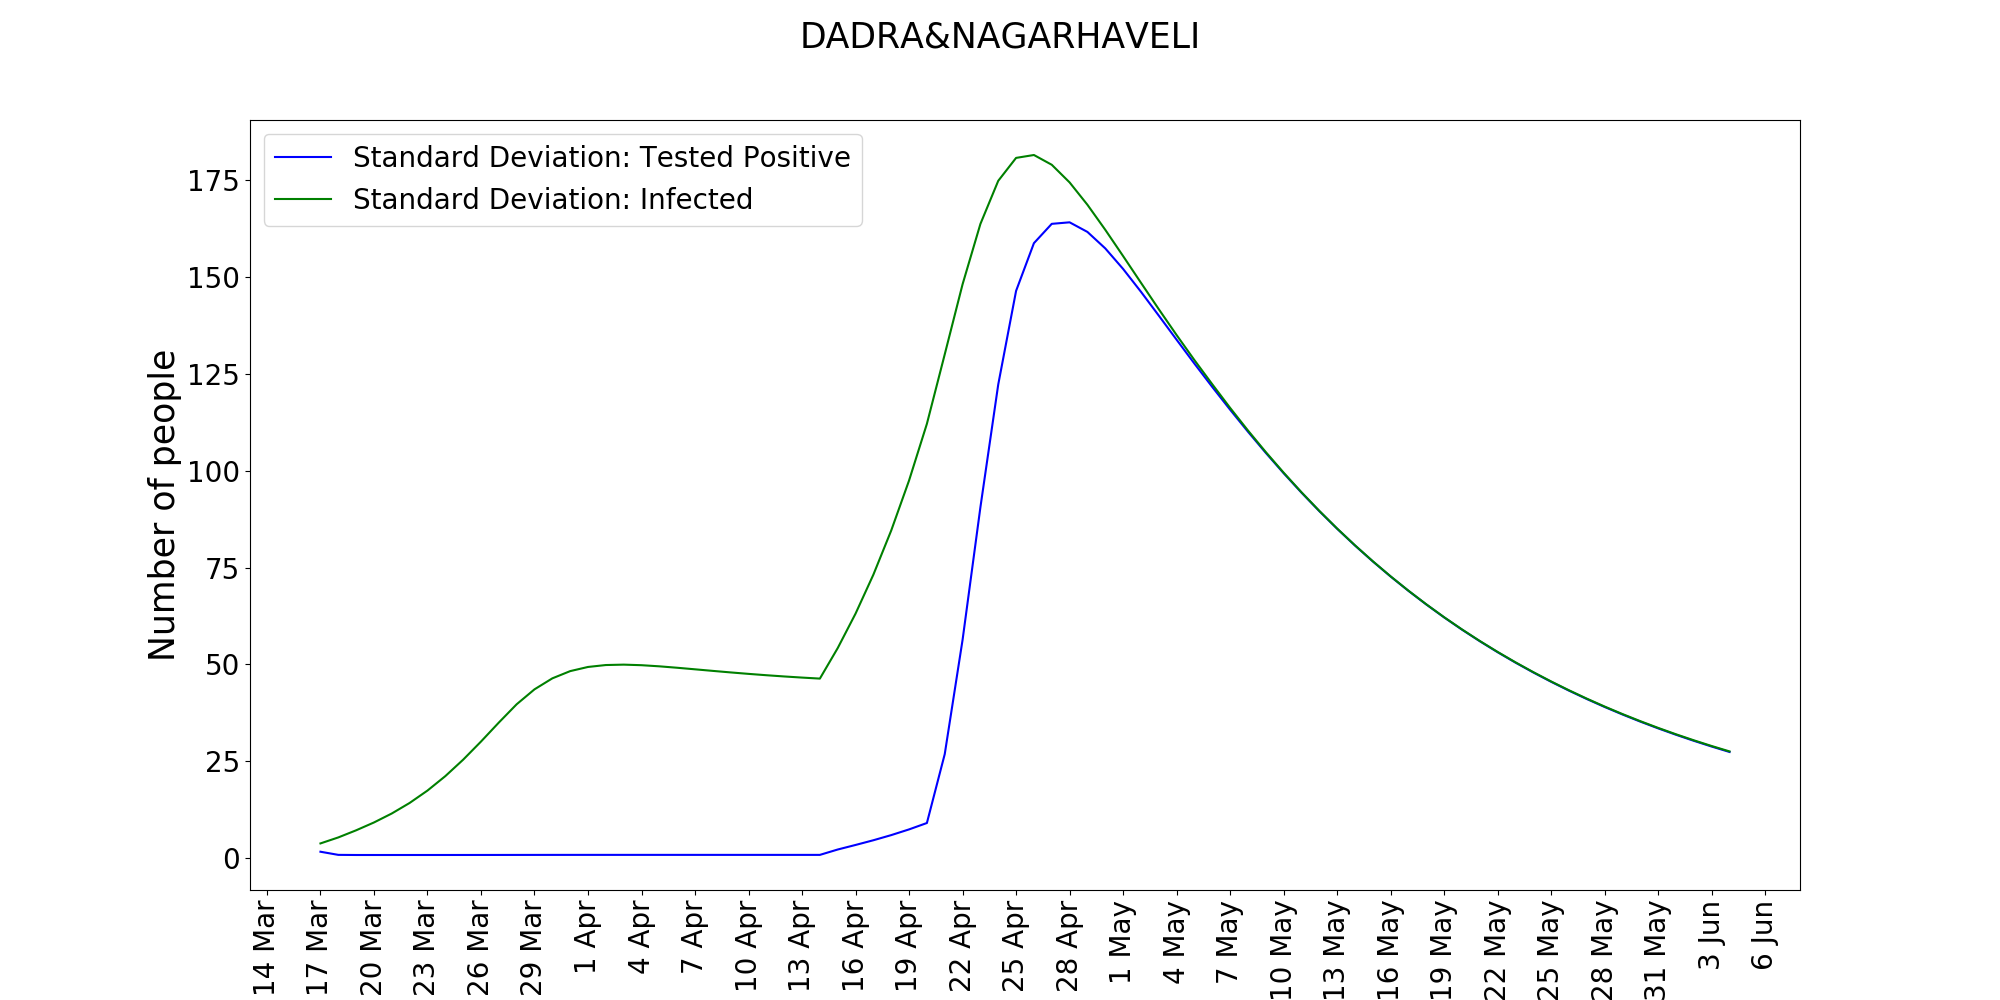 DADRA&NAGARHAVELI
Standard Deviation: Tested Positive
Standard Deviation: Infected
Number of people
175
150
125
100
75
50
25
0
14 Mar
17 Mar
20 Mar
23 Mar
26 Mar
29 Mar
1 Apr
4 Apr
7 Apr
10 Apr
13 Apr
16 Apr
19 Apr
22 Apr
25 Apr
28 Apr
1 May
4 May
7 May
10 May
13 May
16 May
19 May
22 May
25 May
28 May
31 May
3 Jun
6 Jun